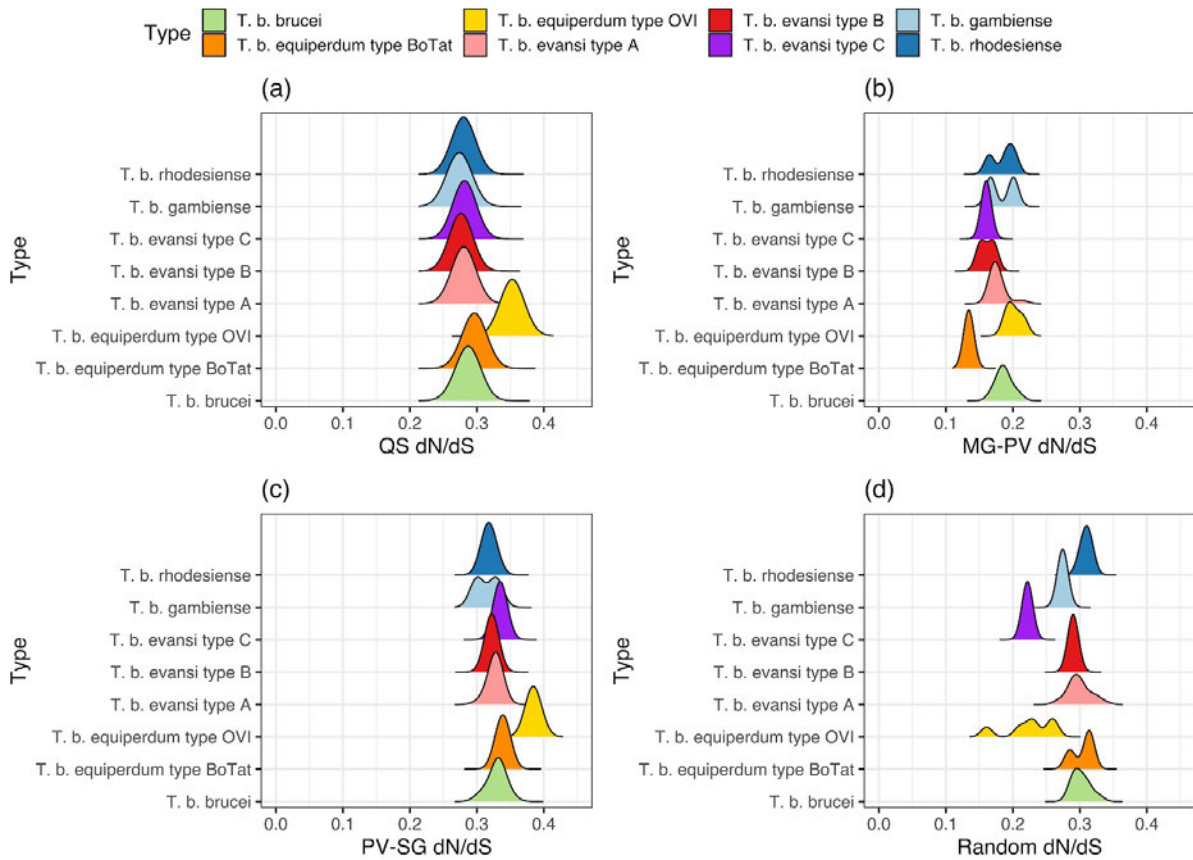 Type
T. b. brucei
T. b. equiperdum type OVI
T. b. evansi type B
T. b. gambiense
T. b. equiperdum type BoTat
T. b. evansi type A
T. b. evansi type C
T. b. rhodesiense
(a)
Type
T. b. rhodesiense
T. b. gambiense
T. b. evansi type C
T. b. evansi type B
T. b. evansi type A
T. b. equiperdum type OVI
T. b. equiperdum type BoTat
T. b. brucei
0.0 0.1 0.2 0.3 0.4
QS dN/dS
(b)
Type
T. b. rhodesiense
T. b. gambiense
T. b. evansi type C
T. b. evansi type B
T. b. evansi type A
T. b. equiperdum type OVI
T. b. equiperdum type BoTat
T. b. brucei
0.0 0.1 0.2 0.3 0.4
MG-PV dN/dS
(c)
Type
T. b. rhodesiense
T. b. gambiense
T. b. evansi type C
T. b. evansi type B
T. b. evansi type A
T. b. equiperdum type OVI
T. b. equiperdum type BoTat
T. b. brucei
0.0 0.1 0.2 0.3 0.4
PV-SG dN/dS
(d)
Type
T. b. rhodesiense
T. b. gambiense
T. b. evansi type C
T. b. evansi type B
T. b. evansi type A
T. b. equiperdum type OVI
T. b. equiperdum type BoTat
T. b. brucei
0.0 0.1 0.2 0.3 0.4
Random dN/dS